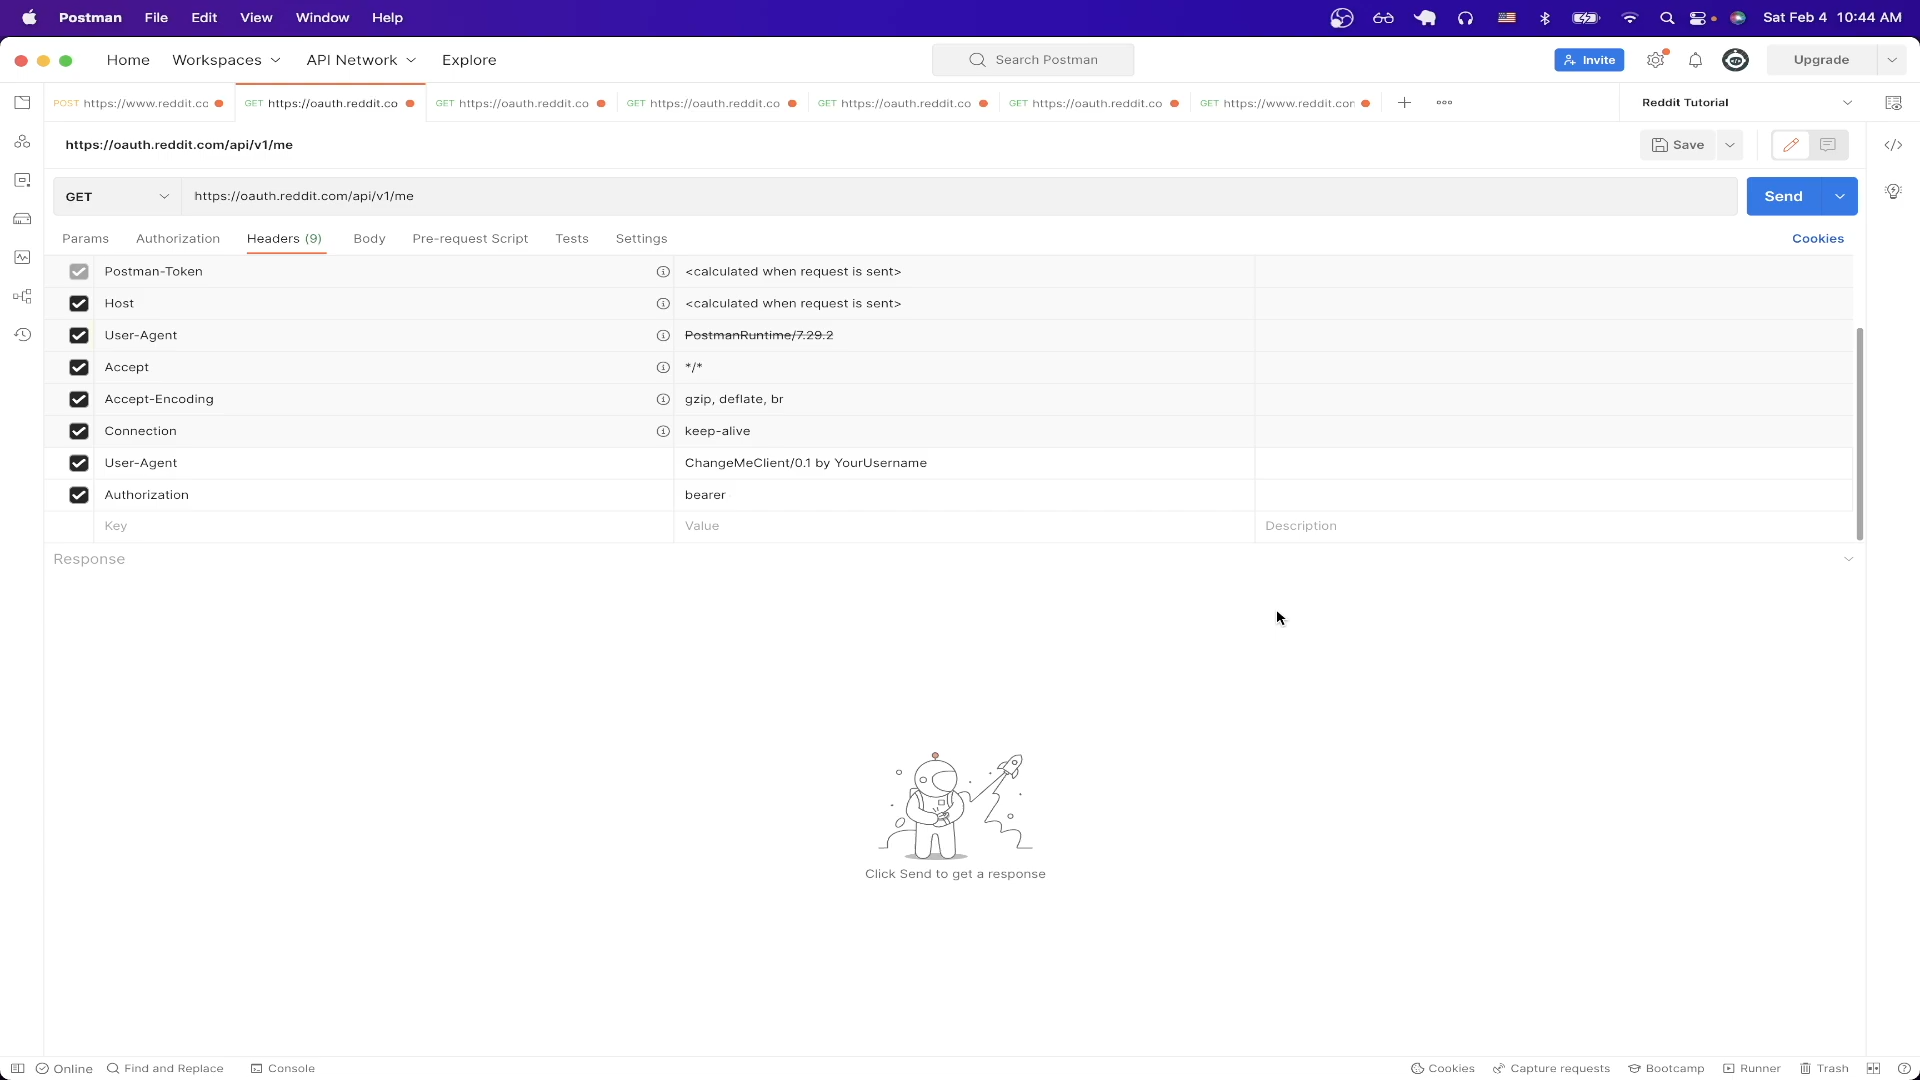 Postman File Edit View Window Help Sat Feb 4 10:44 AM
Home Workspaces API Network Explore Search Postman Invite Upgrade
POST https://www.reddit.cc GET https://oauth.reddit.co GET https://oauth.reddit.co GET https://oauth.reddit.co GET https://oauth.reddit.co GET https://oauth.reddit.co GET https://www.reddit.con Reddit Tutorial
https://oauth.reddit.com/api/v1/me Save
GET https://oauth.reddit.com/api/v1/me Send
Params Authorization Headers (9) Body Pre-request Script Tests Settings Cookies
Postman-Token <calculated when request is sent>
Host <calculated when request is sent>
User-Agent PostmanRuntime/7.29.2
Accept */*
Accept-Encoding gzip, deflate, br
Connection keep-alive
User-Agent ChangeMeClient/0.1 by YourUsername
Authorization bearer
Key Value Description
Response
Click Send to get a response
Online Find and Replace Console Cookies Capture requests Bootcamp Runner Trash